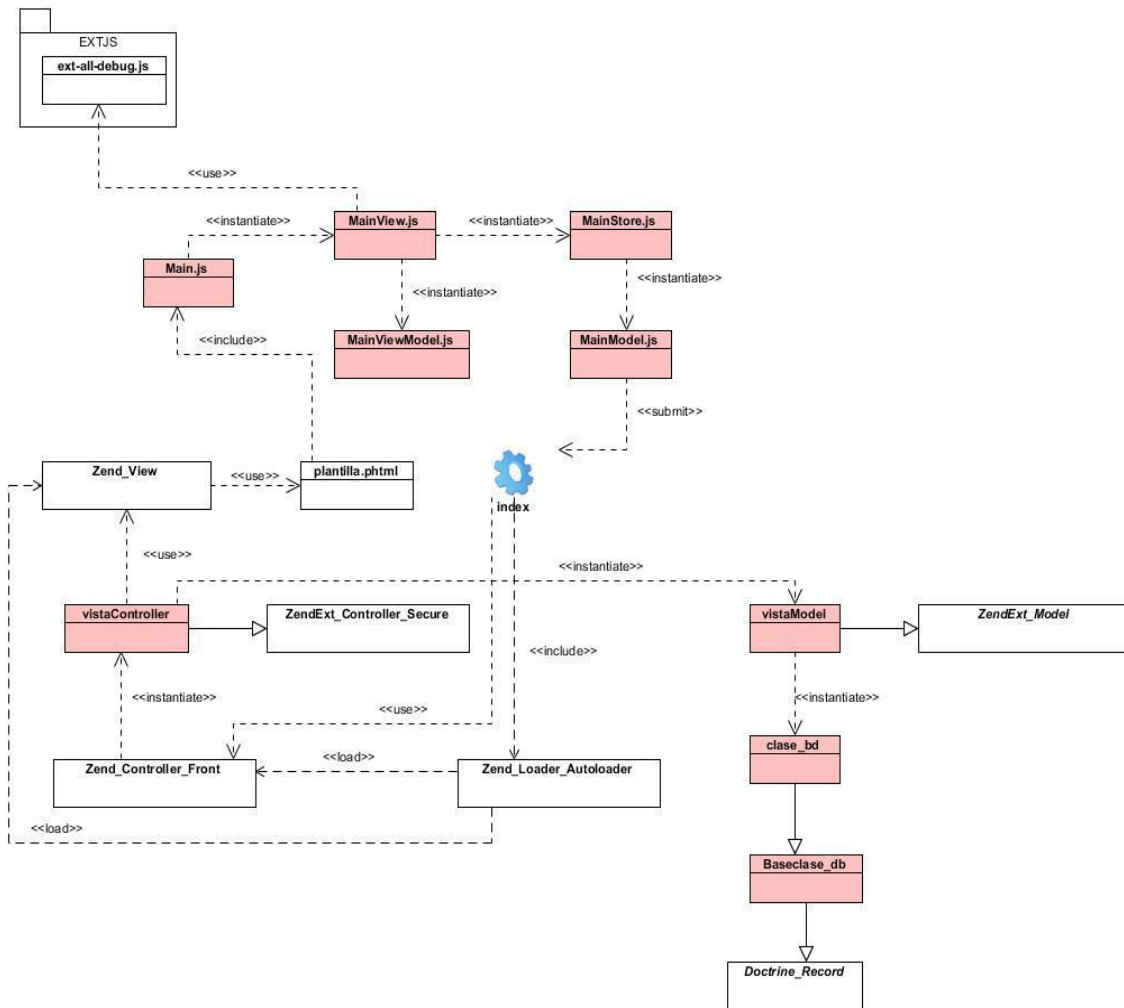 EXTJS
ext-all-debug.js
<<use>>
<<instantiate>>
MainView.js
<<instantiate>>
MainStore.js
Main.js
<<instantiate>>
<<instantiate>>
<<include>>
MainViewModel.js
MainModel.js
<<submit>>
Zend_View
<<use>>
plantilla.phtml
index
<<use>>
<<instantiate>>
vistaController
ZendExt_Controller_Secure
vistaModel
ZendExt_Model
<<include>>
<<instantiate>>
<<instantiate>>
<<use>>
clase_bd
<<load>>
Zend_Controller_Front
Zend_Loader_Autoloader
<<load>>
Baseclase_db
Doctrine_Record